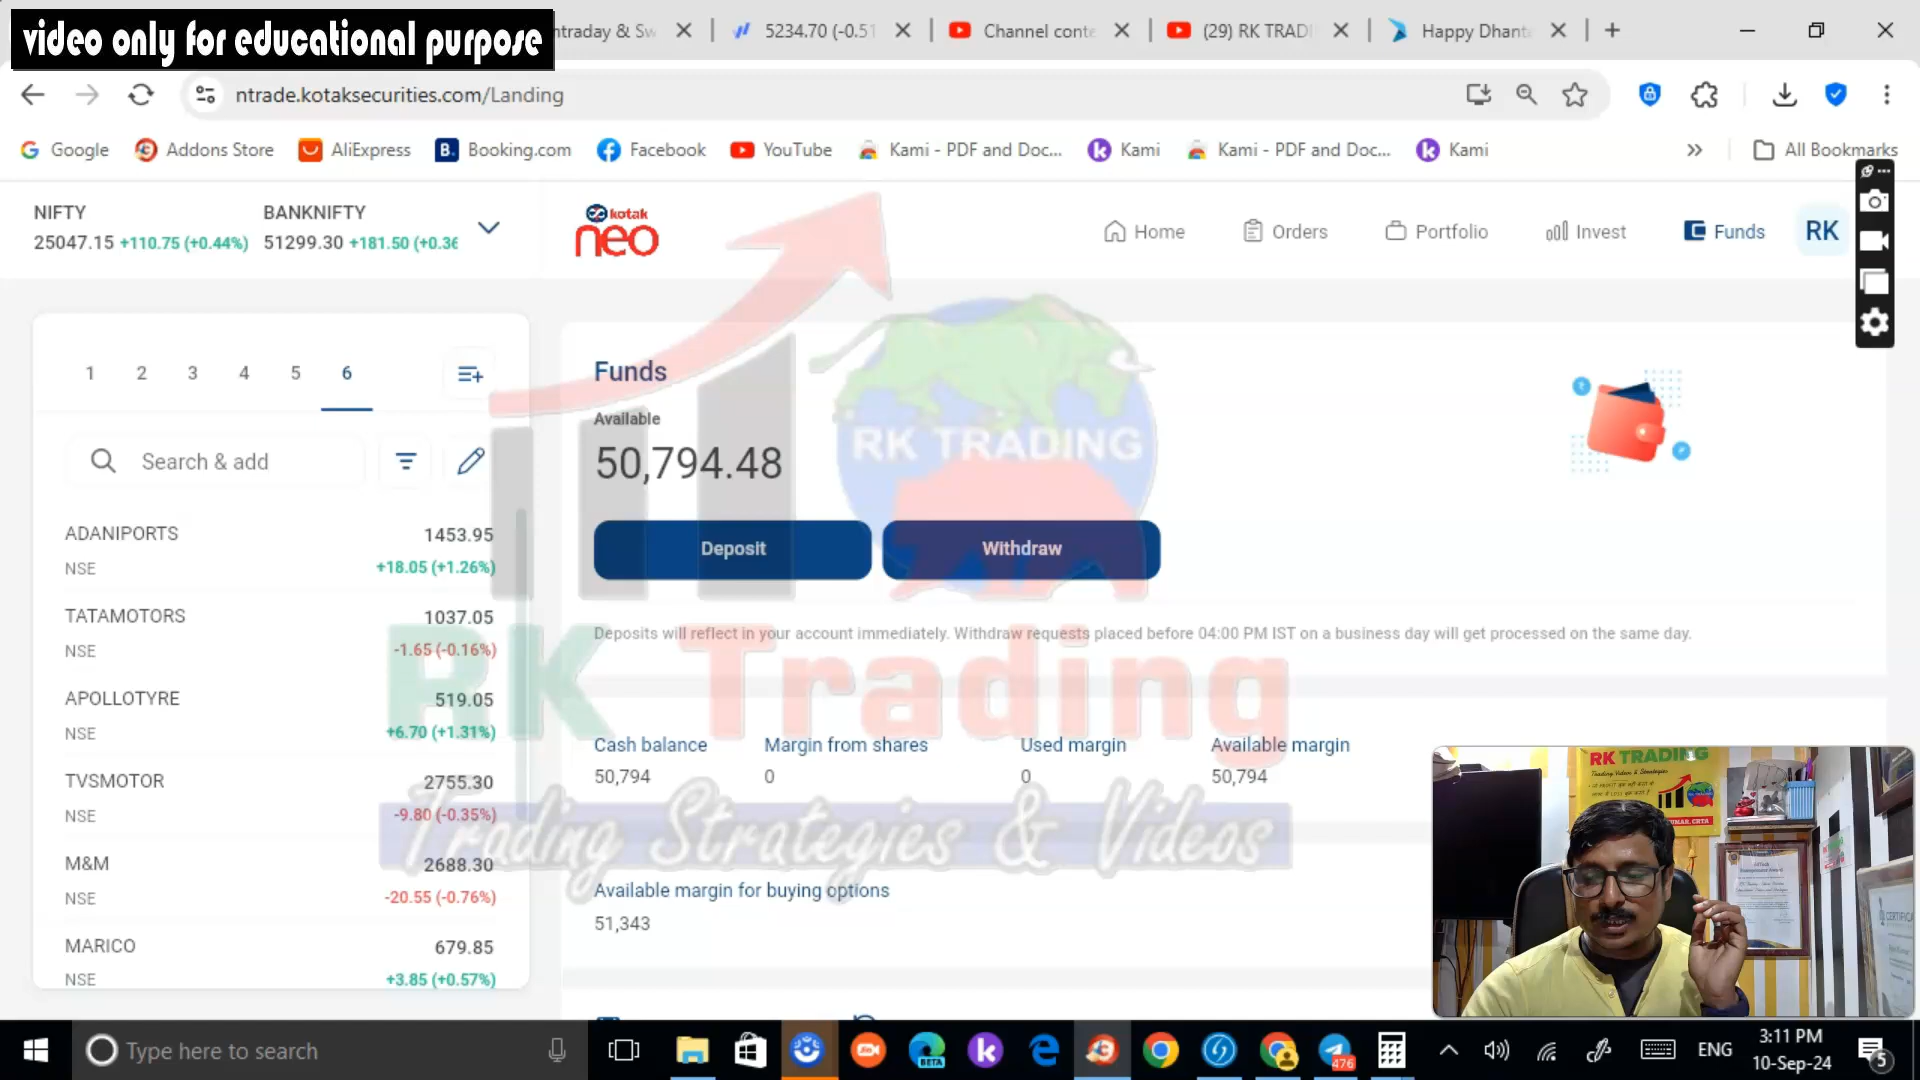 video only for educational purpose
ntraday & Sw
5234.70 (-0.51
Channel conte
(29) RK TRADI
Happy Dhante
ntrade.kotaksecurities.com/Landing
Google
Addons Store
AliExpress
Booking.com
Facebook
YouTube
Kami - PDF and Doc...
Kami
Kami - PDF and Doc...
Kami
All Bookmarks
NIFTY
25047.15 +110.75 (+0.44%)
BANKNIFTY
51299.30 +181.50 (+0.36
kotak
neo
Home
Orders
Portfolio
Invest
Funds
RK
1 2 3 4 5 6
Search & add
ADANIPORTS 1453.95
NSE +18.05 (+1.26%)
TATAMOTORS 1037.05
NSE -1.65 (-0.16%)
APOLLOTYRE 519.05
NSE +6.70 (+1.31%)
TVSMOTOR 2755.30
NSE -9.80 (-0.35%)
M&M 2688.30
NSE -20.55 (-0.76%)
MARICO 679.85
NSE +3.85 (+0.57%)
Funds
Available
50,794.48
Deposit
Withdraw
Deposits will reflect in your account immediately. Withdraw requests placed before 04:00 PM IST on a business day will get processed on the same day.
Cash balance
50,794
Margin from shares
0
Used margin
0
Available margin
50,794
Available margin for buying options
51,343
RK TRADING
RK Trading
Trading Strategies & Videos
RK TRADING
Trading Videos & Strategies
Type here to search
BETA
476
ENG
3:11 PM
10-Sep-24
5